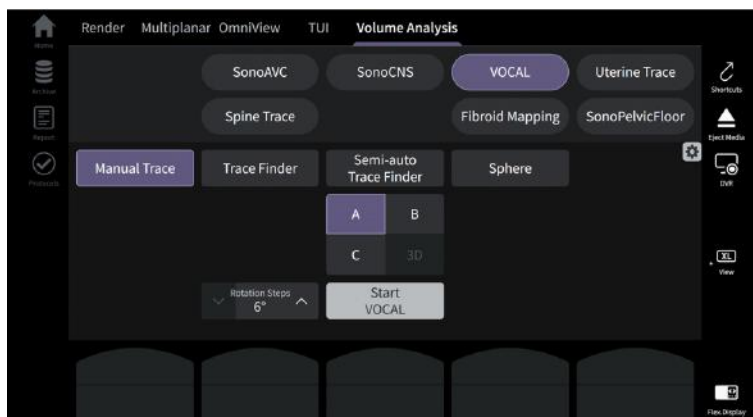 Render Multiplanar OmniView TUI Volume Analysis
Home
SonoAVC SonoCNS VOCAL Uterine Trace
Archive
Shortcuts
Spine Trace Fibroid Mapping SonoPelvicFloor
Report
Eject Media
Manual Trace Trace Finder Semi-auto Trace Finder Sphere
Protocols
DVR
A B
C 3D
XL
View
Rotation Steps
6°
Start
VOCAL
Flex. Display